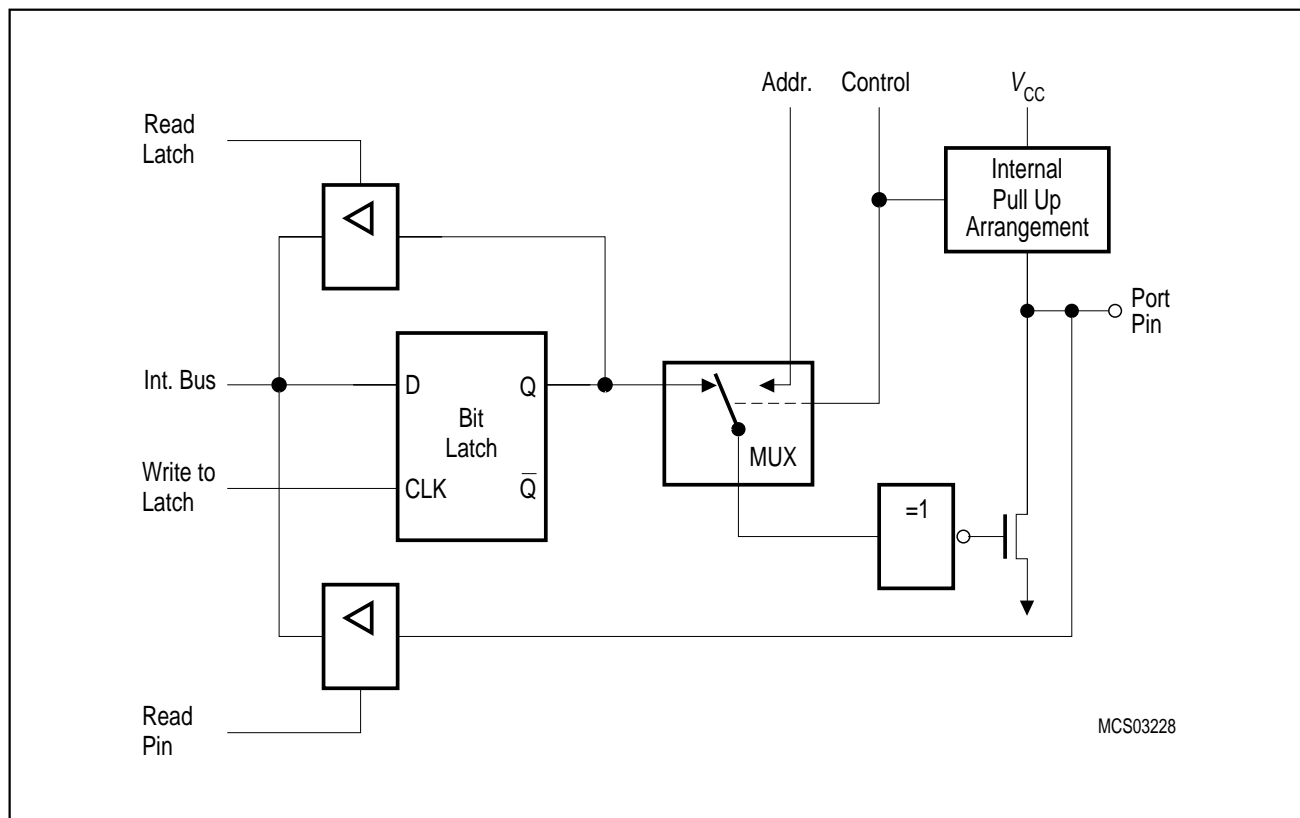 Addr.
Control
V_CC
Read
Latch
Internal
Pull Up
Arrangement
Port
Pin
Int. Bus
D
Q
Bit
Latch
MUX
Write to
Latch
CLK
Q̅
=1
Read
Pin
MCS03228